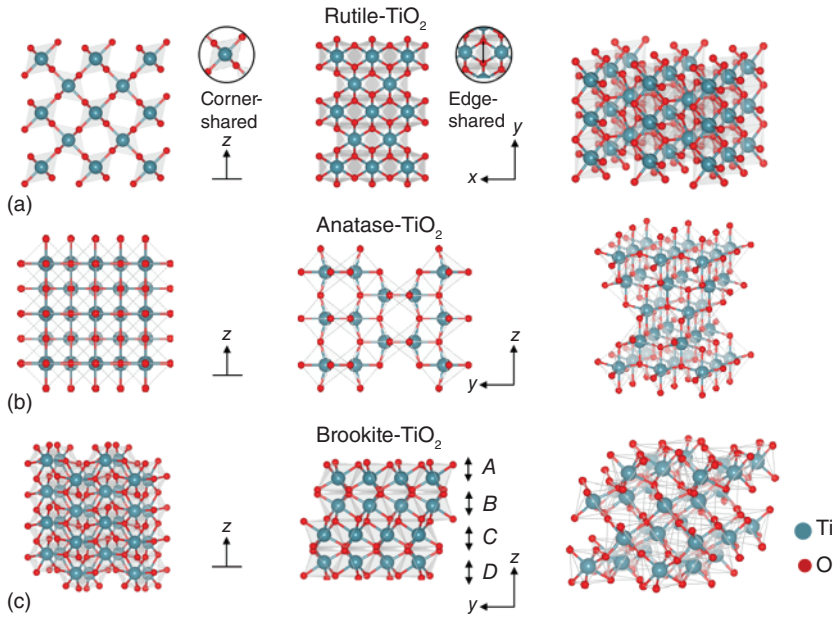 Rutile-TiO2
Corner-
shared
z
Edge-
shared
y
x
(a)
Anatase-TiO2
z
z
y
(b)
Brookite-TiO2
A
B
C
D
z
z
y
Ti
O
(c)